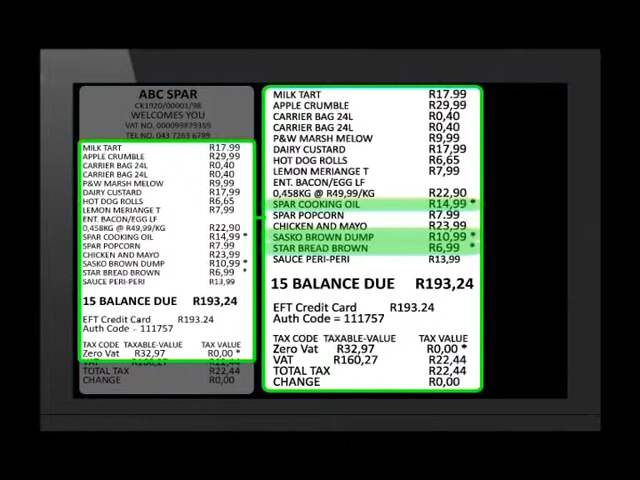 ABC SPAR
CK1920/00001/98
WELCOMES YOU
VAT NO. 000099879359
TEL NO. 043 7263 6789
MILK TART R17.99
APPLE CRUMBLE R29,99
CARRIER BAG 24L R0,40
CARRIER BAG 24L R0,40
P&W MARSH MELOW R9,99
DAIRY CUSTARD R17,99
HOT DOG ROLLS R6,65
LEMON MERIANGE T R7,99
ENT. BACON/EGG LF
0,458KG @ R49,99/KG R22,90
SPAR COOKING OIL R14,99 *
SPAR POPCORN R7.99
CHICKEN AND MAYO R23,99
SASKO BROWN DUMP R10,99 *
STAR BREAD BROWN R6,99 *
SAUCE PERI-PERI R13,99
15 BALANCE DUE R193,24
EFT Credit Card R193.24
Auth Code = 111757
TAX CODE TAXABLE-VALUE TAX VALUE
Zero Vat R32,97 R0,00 *
VAT R160,27 R22,44
TOTAL TAX R22,44
CHANGE R0,00
MILK TART R17.99
APPLE CRUMBLE R29,99
CARRIER BAG 24L R0,40
CARRIER BAG 24L R0,40
P&W MARSH MELOW R9,99
DAIRY CUSTARD R17,99
HOT DOG ROLLS R6,65
LEMON MERIANGE T R7,99
ENT. BACON/EGG LF
0,458KG @ R49,99/KG R22,90
SPAR COOKING OIL R14,99 *
SPAR POPCORN R7.99
CHICKEN AND MAYO R23,99
SASKO BROWN DUMP R10,99 *
STAR BREAD BROWN R6,99 *
SAUCE PERI-PERI R13,99
15 BALANCE DUE R193,24
EFT Credit Card R193.24
Auth Code = 111757
TAX CODE TAXABLE-VALUE TAX VALUE
Zero Vat R32,97 R0,00 *
VAT R160,27 R22,44
TOTAL TAX R22,44
CHANGE R0,00